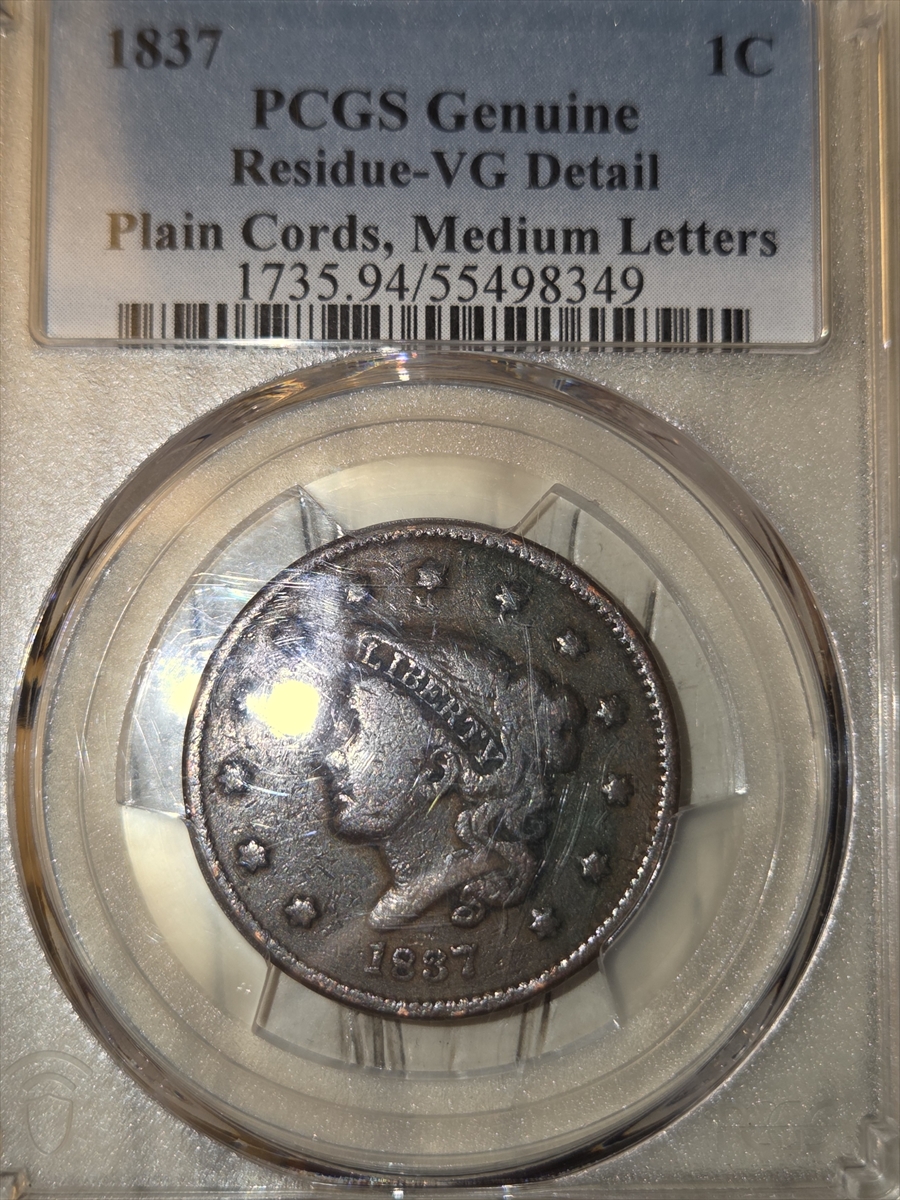 1837 1C
PCGS Genuine
Residue-VG Detail
Plain Cords, Medium Letters
1735.94/55498349
LIBERTY
1837